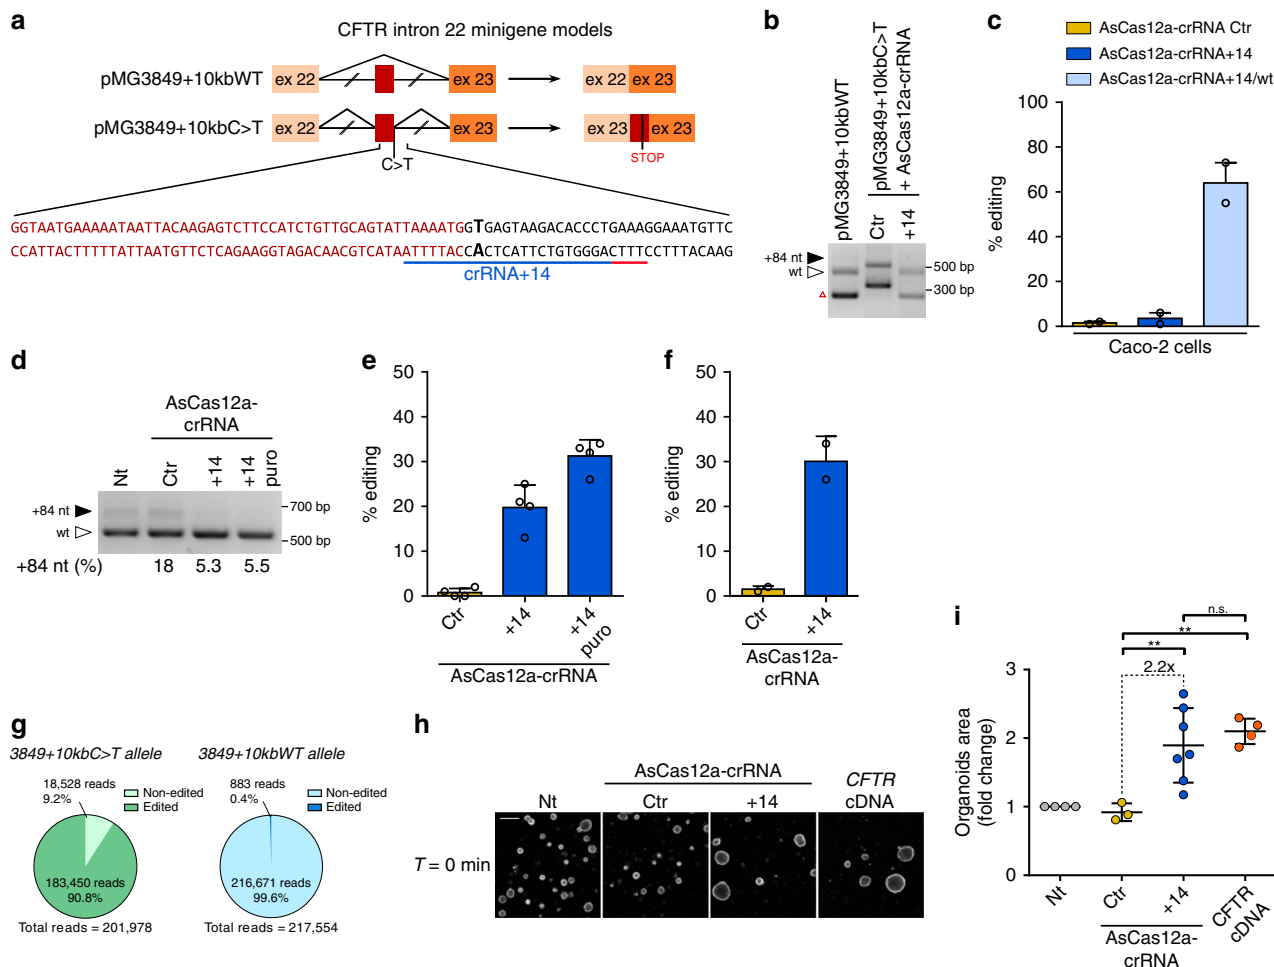 a
CFTR intron 22 minigene models
pMG3849+10kbWT
ex 22
ex 23
ex 22 ex 23
pMG3849+10kbC>T
ex 22
ex 23
ex 23
ex 23
C>T
STOP
GGTAATGAAAAATAATTACAAGAGTCTTCCATCTGTTGCAGTATTAAAATGGTGAGTAAGACACCCTGAAAGGAAATGTTC
CCATTACTTTTTATTAATGTTCTCAGAAGGTAGACAACGTCATAATTTTACCACTCATTCTGTGGGACTTTCCTTTACAAG
crRNA+14
b
pMG3849+10kbWT
pMG3849+10kbC>T
+ AsCas12a-crRNA
Ctr
+14
+84 nt
wt
500 bp
300 bp
c
AsCas12a-crRNA Ctr
AsCas12a-crRNA+14
AsCas12a-crRNA+14/wt
% editing
100
80
60
40
20
0
Caco-2 cells
d
AsCas12a-
crRNA
Nt
Ctr
+14
+14
puro
+84 nt
wt
700 bp
500 bp
+84 nt (%)
18
5.3
5.5
e
% editing
50
40
30
20
10
0
Ctr
+14
+14
puro
AsCas12a-crRNA
f
% editing
50
40
30
20
10
0
Ctr
+14
AsCas12a-
crRNA
g
3849+10kbC>T allele
18,528 reads
9.2%
Non-edited
Edited
183,450 reads
90.8%
Total reads = 201,978
3849+10kbWT allele
883 reads
0.4%
Non-edited
Edited
216,671 reads
99.6%
Total reads = 217,554
h
AsCas12a-crRNA
CFTR
cDNA
Nt
Ctr
+14
T = 0 min
i
n.s.
**
**
2.2x
Organoids area
(fold change)
3
2
1
0
Nt
Ctr
+14
CFTR
cDNA
AsCas12a-
crRNA